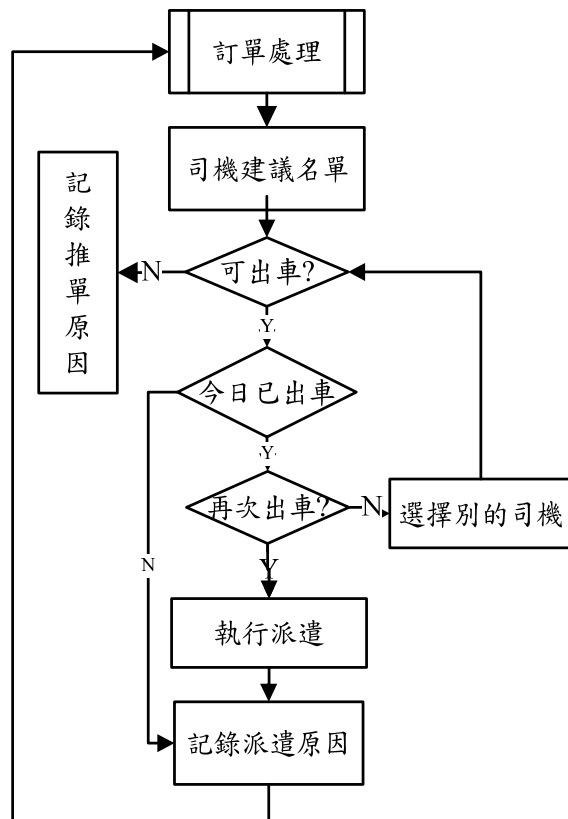 訂單處理
司機建議名單
記錄推單原因
N
可出車?
Y
今日已出車
Y
再次出車?
N
選擇別的司機
N
Y
執行派遣
記錄派遣原因